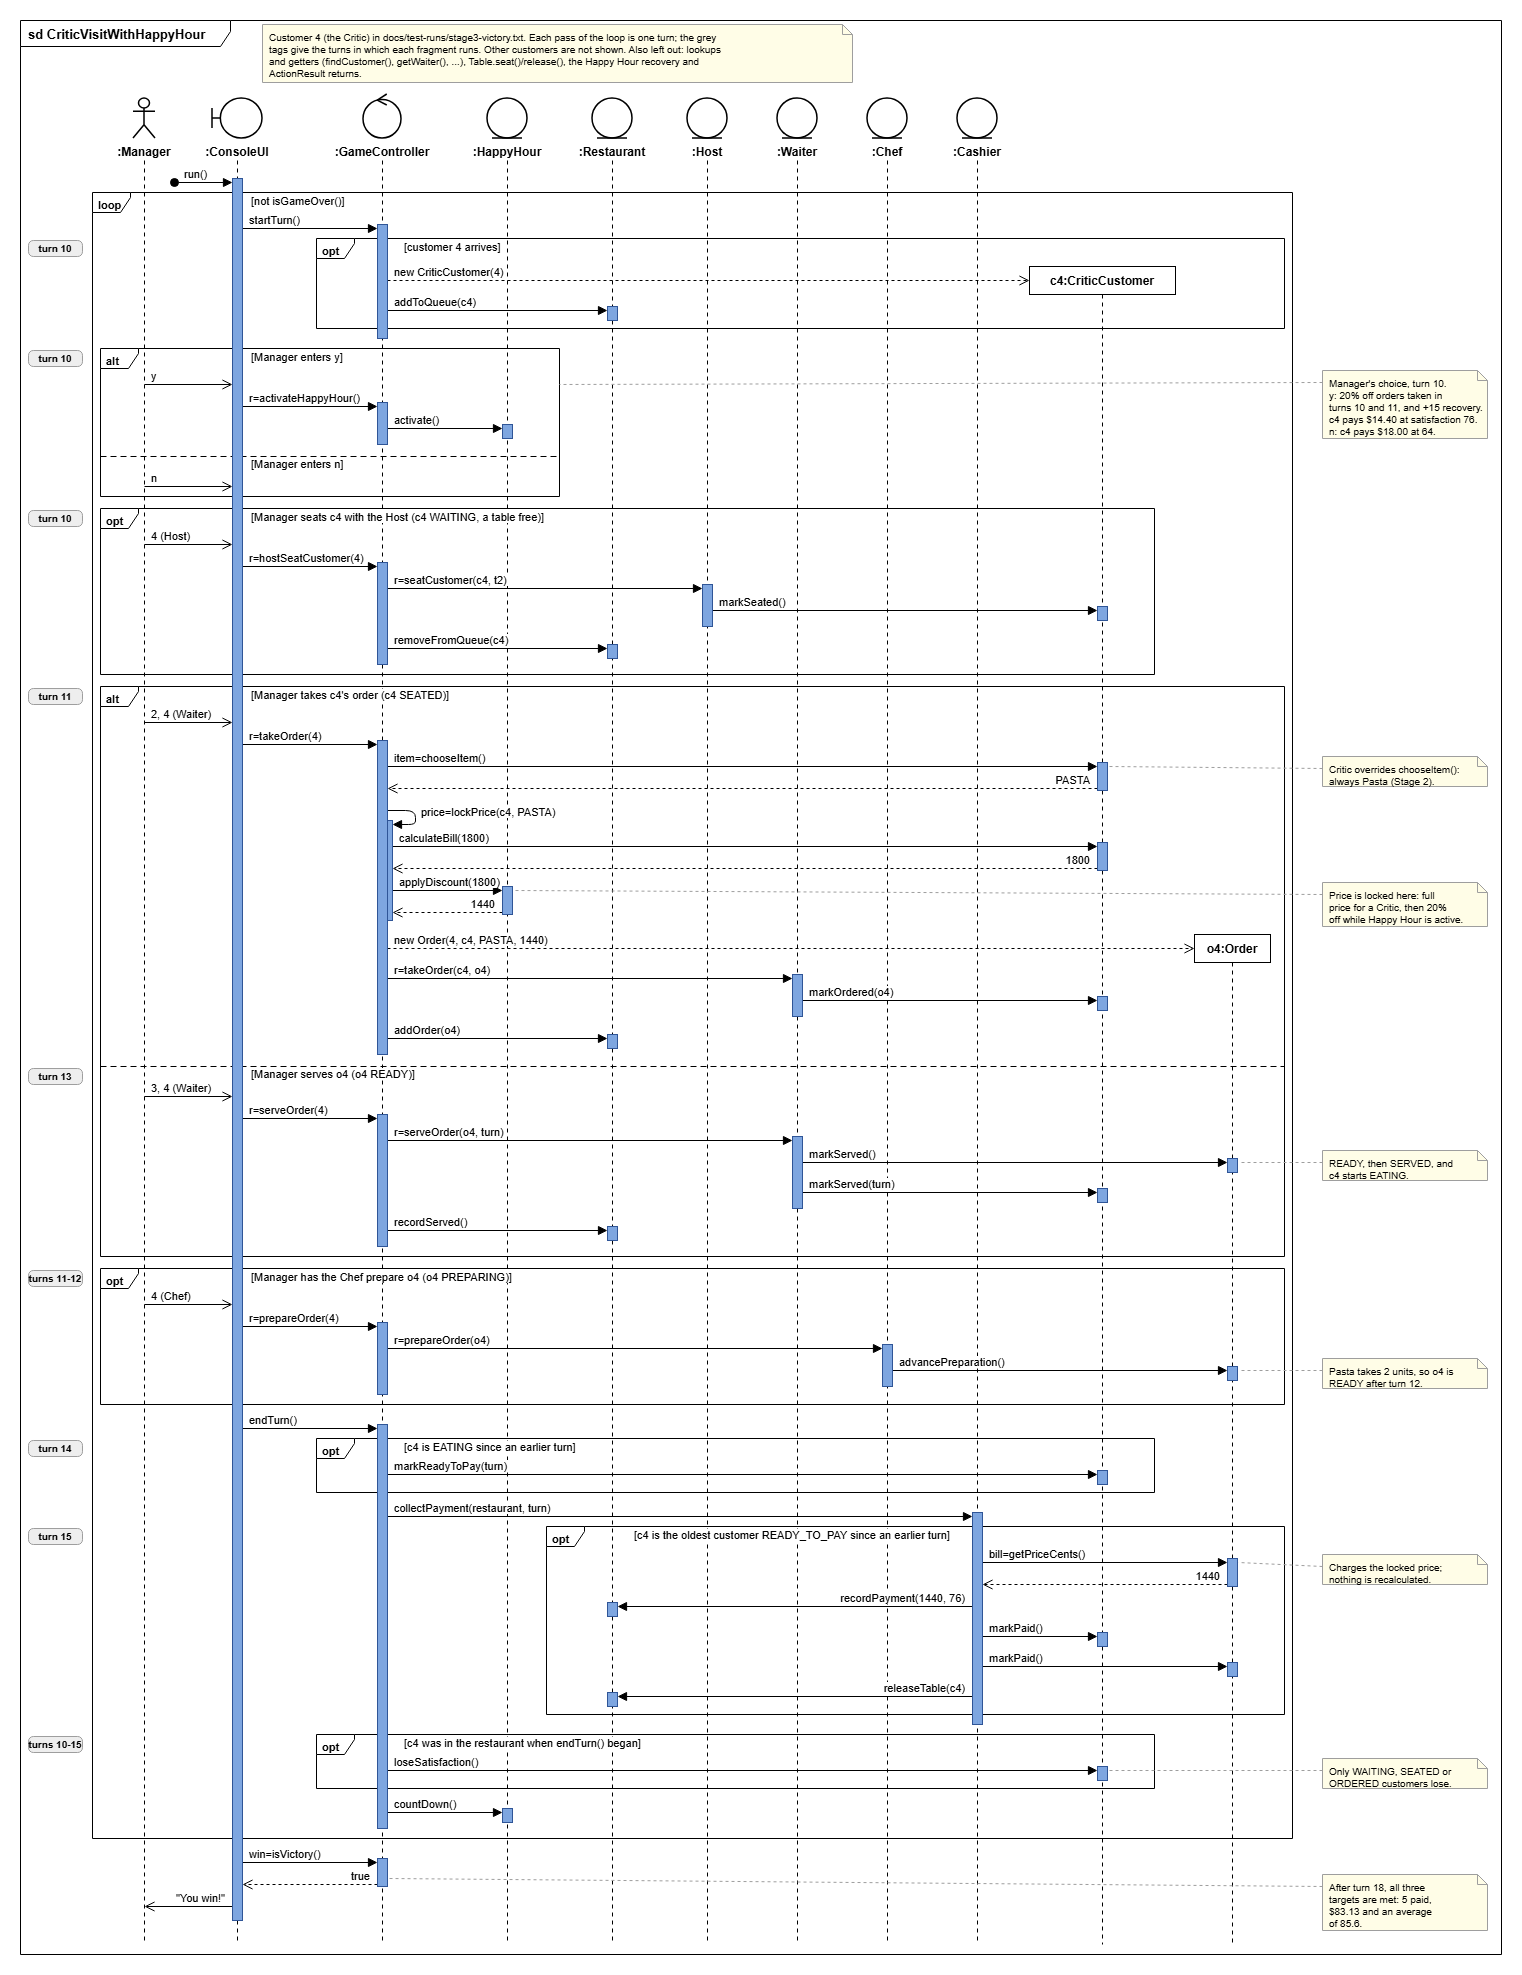 sd CriticVisitWithHappyHour
Customer 4 (the Critic) in docs/test-runs/stage3-victory.txt. Each pass of the loop is one turn; the grey
tags give the turns in which each fragment runs. Other customers are not shown. Also left out: lookups
and getters (findCustomer(), getWaiter(), ...), Table.seat()/release(), the Happy Hour recovery and
ActionResult returns.
:Manager
:ConsoleUI
:GameController
:HappyHour
:Restaurant
:Host
:Waiter
:Chef
:Cashier
run()
loop
[not isGameOver()]
startTurn()
turn 10
opt
[customer 4 arrives]
new CriticCustomer(4)
c4:CriticCustomer
addToQueue(c4)
turn 10
alt
[Manager enters y]
y
r=activateHappyHour()
activate()
Manager's choice, turn 10.
y: 20% off orders taken in
turns 10 and 11, and +15 recovery.
c4 pays $14.40 at satisfaction 76.
n: c4 pays $18.00 at 64.
[Manager enters n]
n
turn 10
opt
[Manager seats c4 with the Host (c4 WAITING, a table free)]
4 (Host)
r=hostSeatCustomer(4)
r=seatCustomer(c4, t2)
markSeated()
removeFromQueue(c4)
turn 11
alt
[Manager takes c4's order (c4 SEATED)]
2, 4 (Waiter)
r=takeOrder(4)
item=chooseItem()
Critic overrides chooseItem():
always Pasta (Stage 2).
PASTA
price=lockPrice(c4, PASTA)
calculateBill(1800)
1800
applyDiscount(1800)
1440
Price is locked here: full
price for a Critic, then 20%
off while Happy Hour is active.
new Order(4, c4, PASTA, 1440)
o4:Order
r=takeOrder(c4, o4)
markOrdered(o4)
addOrder(o4)
turn 13
[Manager serves o4 (o4 READY)]
3, 4 (Waiter)
r=serveOrder(4)
r=serveOrder(o4, turn)
markServed()
READY, then SERVED, and
c4 starts EATING.
markServed(turn)
recordServed()
turns 11-12
opt
[Manager has the Chef prepare o4 (o4 PREPARING)]
4 (Chef)
r=prepareOrder(4)
r=prepareOrder(o4)
advancePreparation()
Pasta takes 2 units, so o4 is
READY after turn 12.
endTurn()
turn 14
opt
[c4 is EATING since an earlier turn]
markReadyToPay(turn)
collectPayment(restaurant, turn)
turn 15
opt
[c4 is the oldest customer READY_TO_PAY since an earlier turn]
bill=getPriceCents()
1440
Charges the locked price;
nothing is recalculated.
recordPayment(1440, 76)
markPaid()
markPaid()
releaseTable(c4)
turns 10-15
opt
[c4 was in the restaurant when endTurn() began]
loseSatisfaction()
Only WAITING, SEATED or
ORDERED customers lose.
countDown()
win=isVictory()
true
"You win!"
After turn 18, all three
targets are met: 5 paid,
$83.13 and an average
of 85.6.